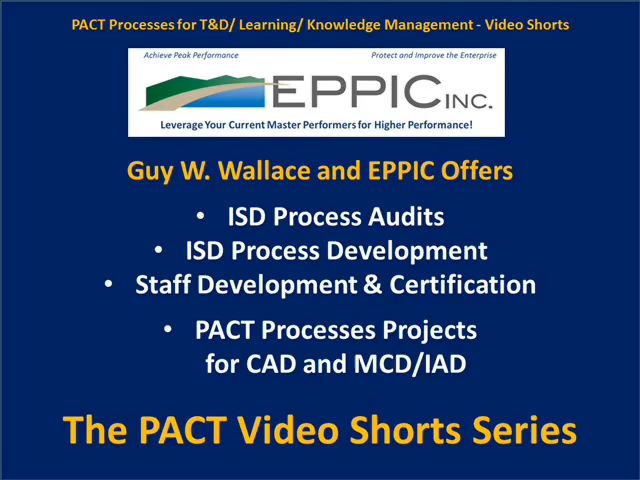 PACT Processes for T&D/ Learning/ Knowledge Management - Video Shorts
Achieve Peak Performance Protect and Improve the Enterprise
EPPIC INC.
Leverage Your Current Master Performers for Higher Performance!
Guy W. Wallace and EPPIC Offers
• ISD Process Audits
• ISD Process Development
• Staff Development & Certification
• PACT Processes Projects
for CAD and MCD/IAD
The PACT Video Shorts Series